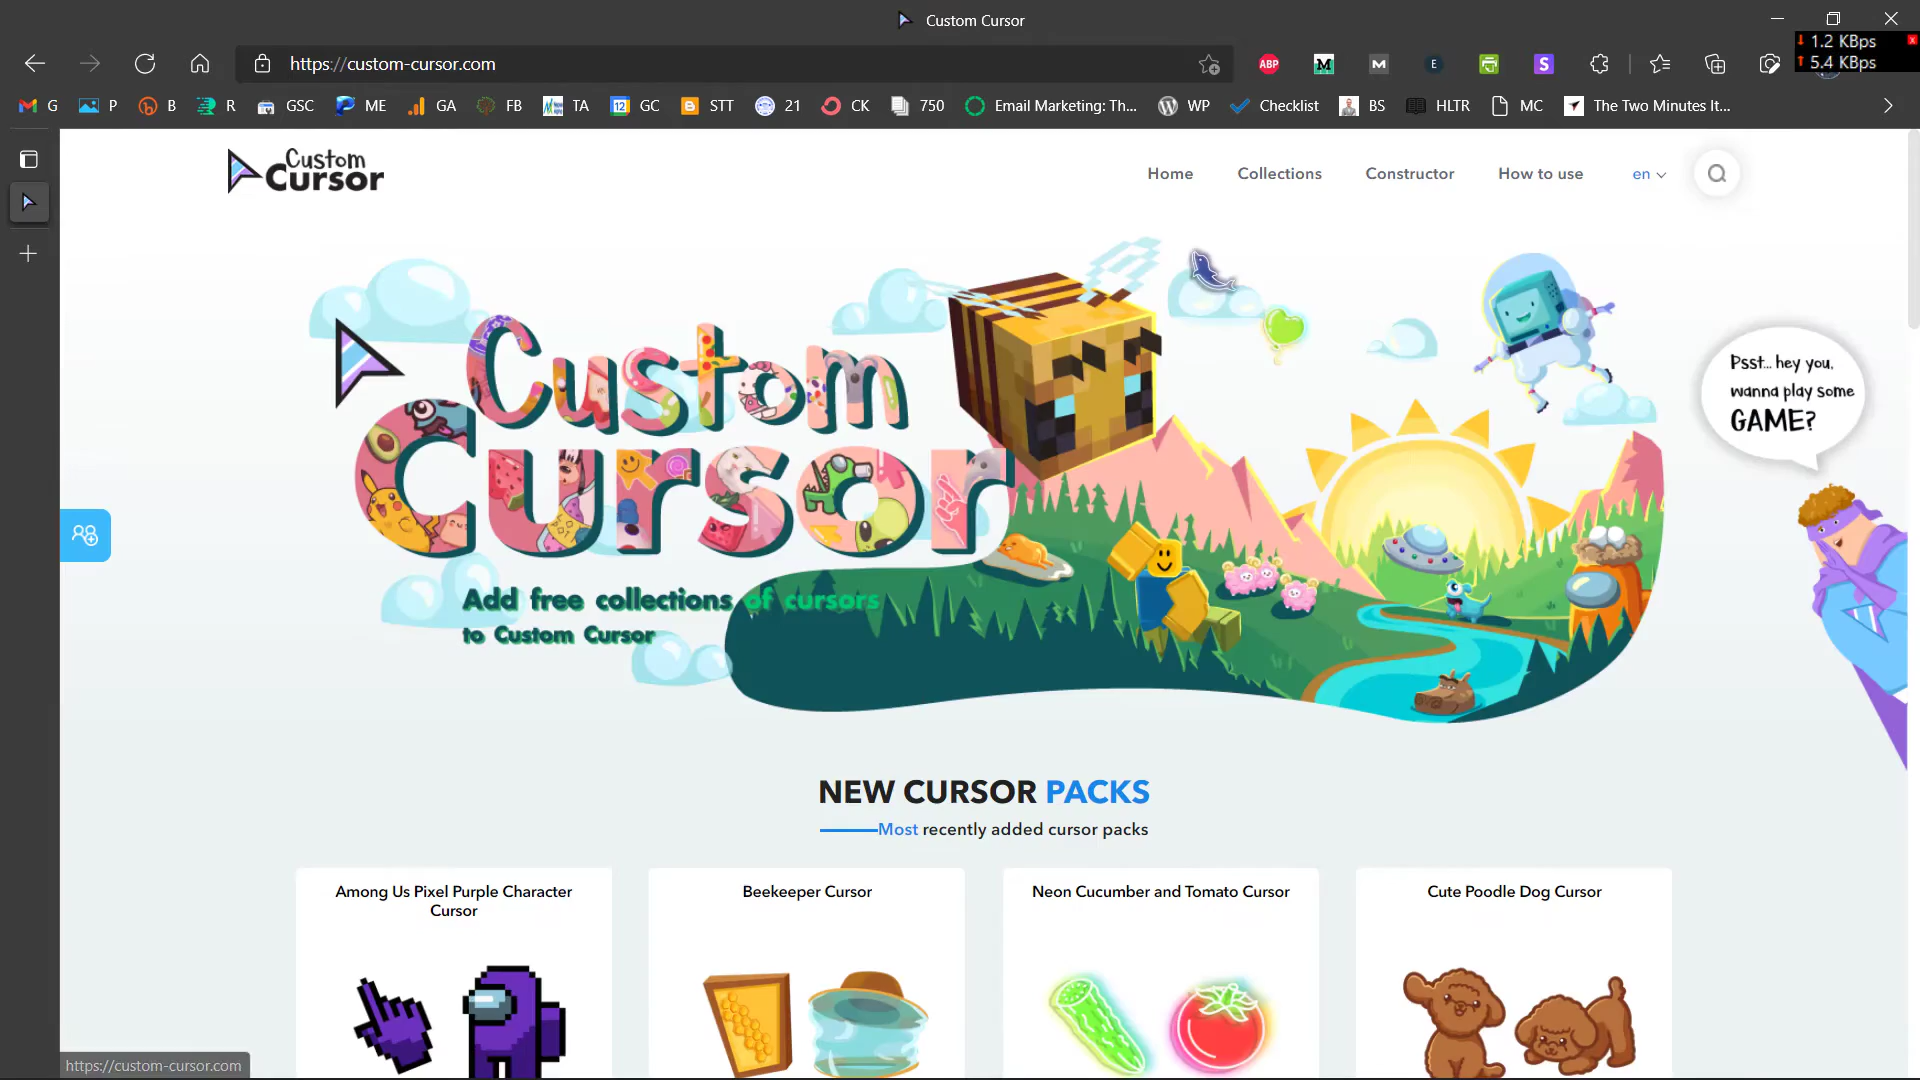 Custom Cursor
1.2 KBps
x
5.4 KBps
https://custom-cursor.com
ABP
M
M
E
S
G
P
B
R
GSC
ME
GA
FB
TA
12
GC
STT
21
CK
750
Email Marketing: Th...
WP
Checklist
BS
HLTR
MC
The Two Minutes It...
Custom
Cursor
Home
Collections
Constructor
How to use
en
Custom
Cursor
Add free collections of cursors
to Custom Cursor
Psst... hey you,
wanna play some
GAME?
NEW CURSOR PACKS
Most recently added cursor packs
Among Us Pixel Purple Character
Cursor
Beekeeper Cursor
Neon Cucumber and Tomato Cursor
Cute Poodle Dog Cursor
https://custom-cursor.com